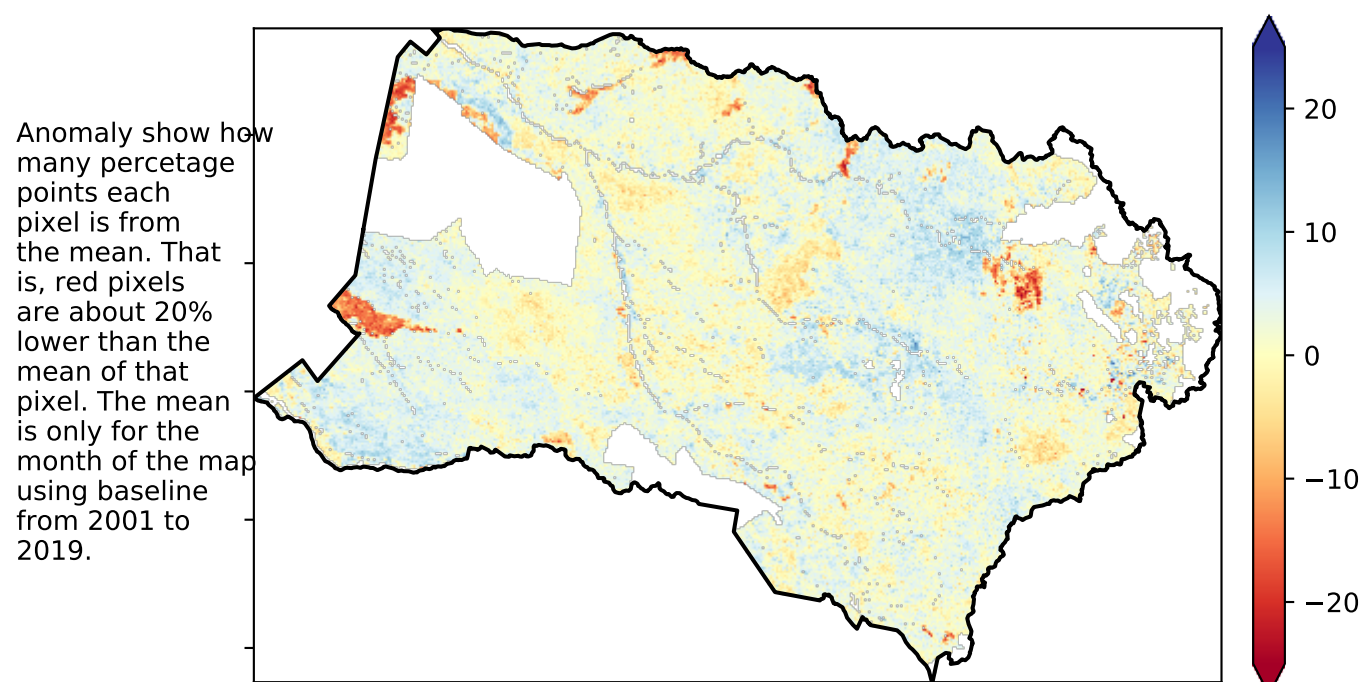 Anomaly show how
many percetage
points each
pixel is from
the mean. That
is, red pixels
are about 20%
lower than the
mean of that
pixel. The mean
is only for the
month of the map
using baseline
from 2001 to
2019.
20
10
0
−10
−20